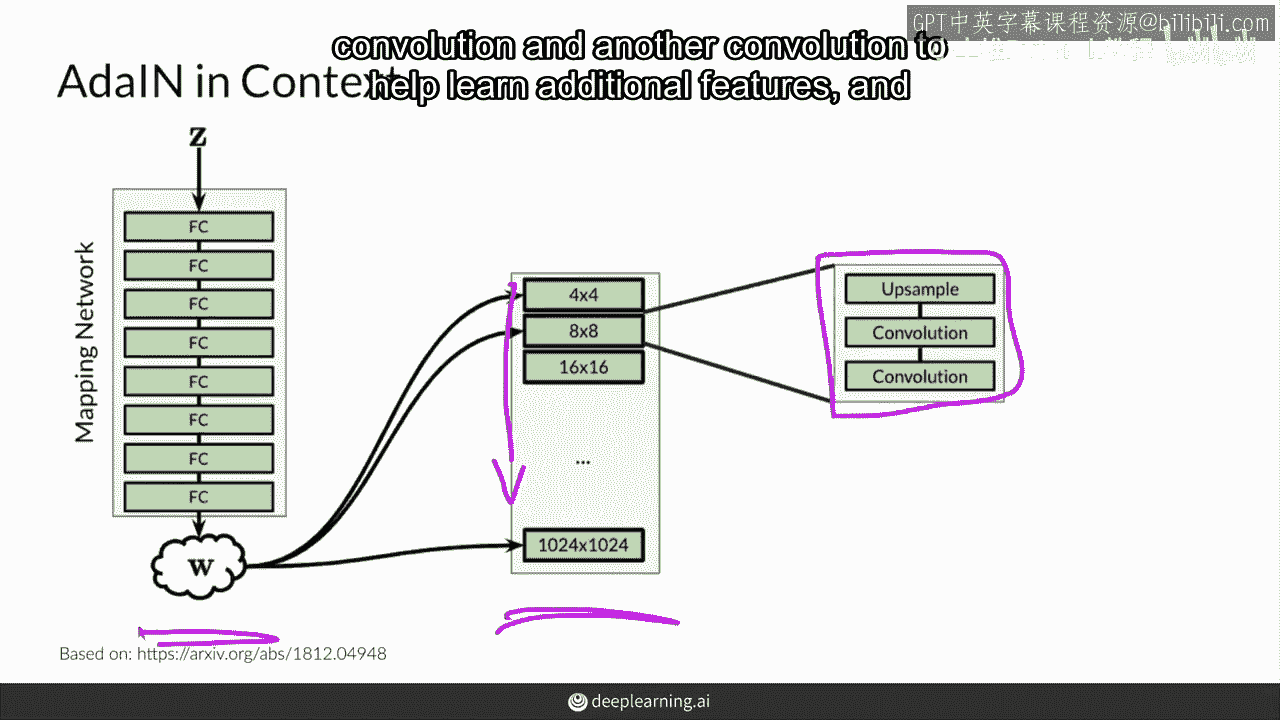 GPT中英字幕课程资源@bilibili.com
convolution and another convolution to
help learn additional features, and
AdaIN in Context
z
Mapping Network
FC
FC
FC
FC
FC
FC
FC
FC
w
4x4
8x8
16x16
...
1024x1024
Upsample
Convolution
Convolution
Based on: https://arxiv.org/abs/1812.04948
deeplearning.ai